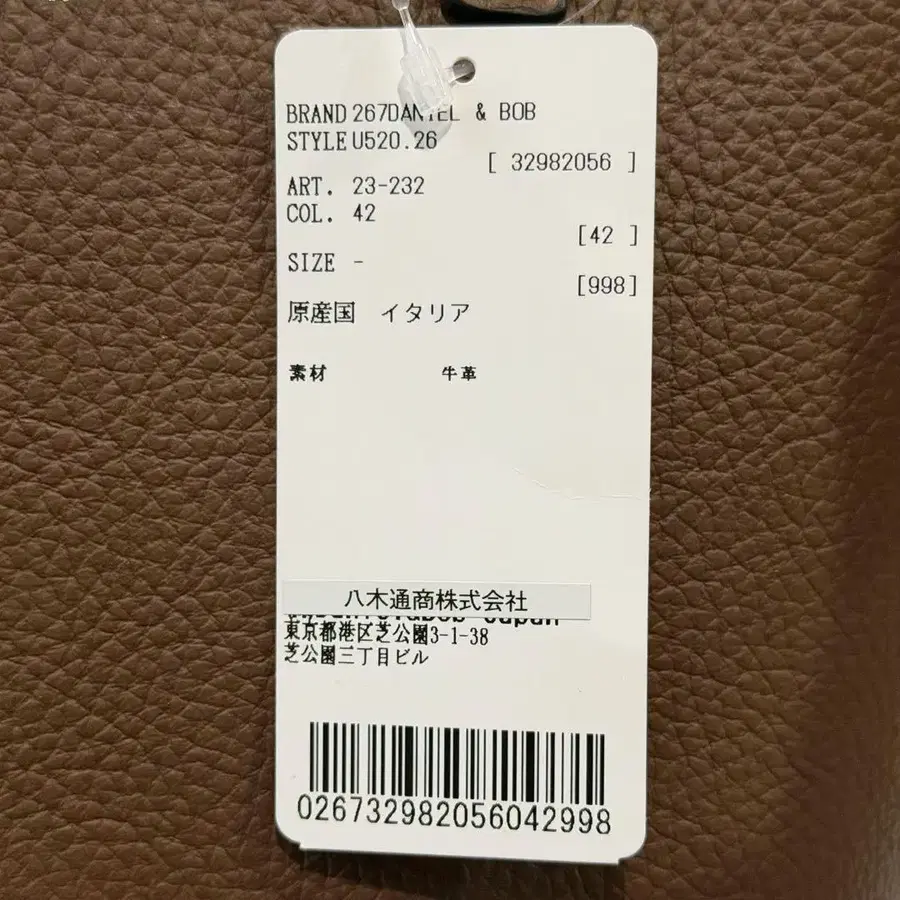 BRAND 267DANIEL & BOB
STYLE U520.26
[ 32982056 ]
ART. 23-232
COL. 42
[42 ]
SIZE -
[998]
原産国 イタリア
素材 牛革
八木通商株式会社
東京都港区芝公園3-1-38
芝公園三丁目ビル
026732982056042998